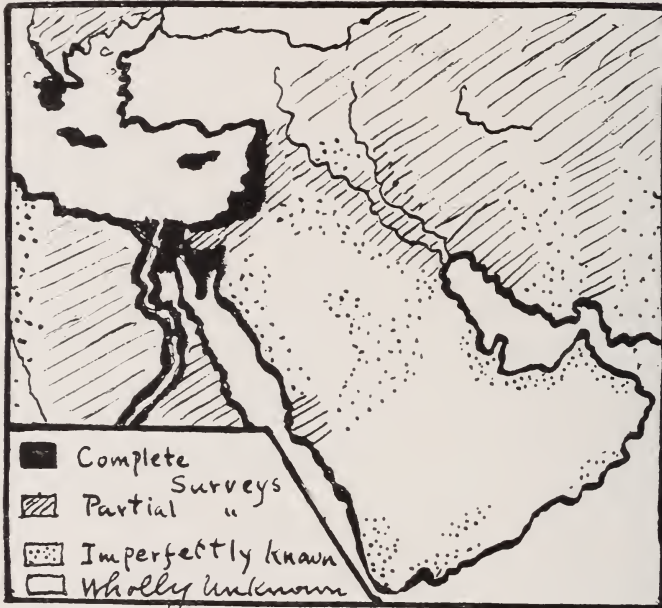 Complete
Surveys
Partial "
Imperfectly known
Wholly Unknown